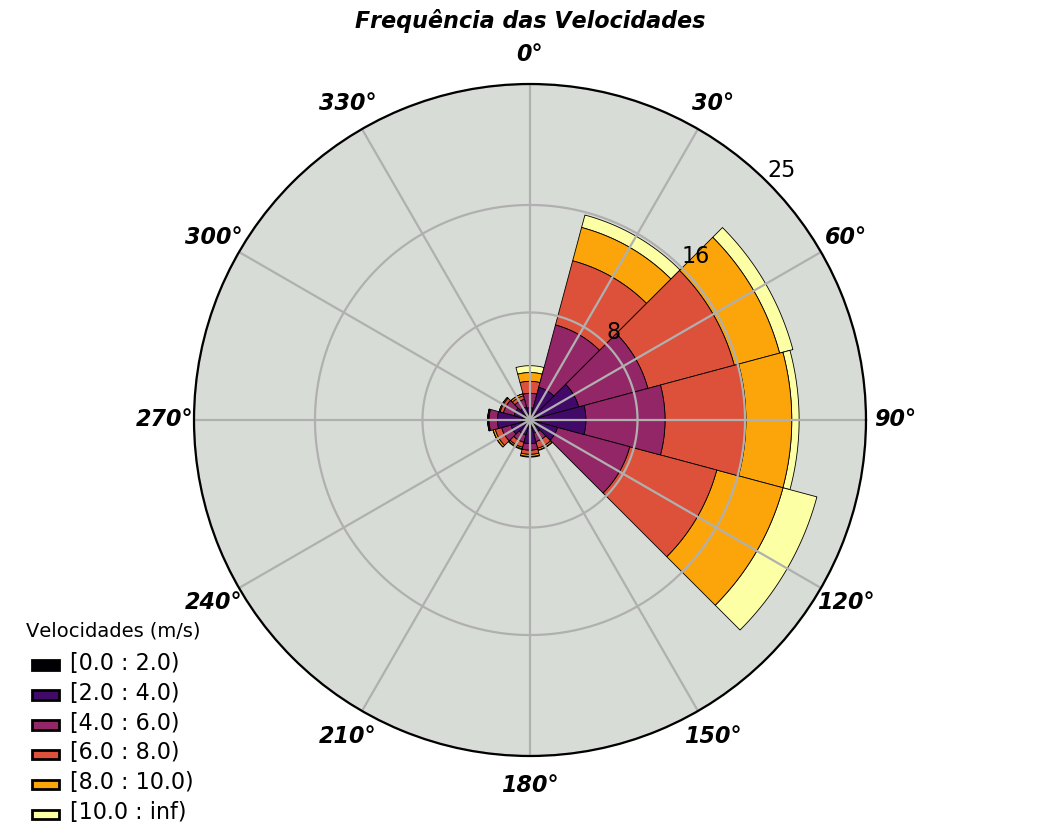 Frequência das Velocidades
0°
330°
30°
25
300°
60°
16
8
270°
90°
240°
120°
210°
150°
180°
Velocidades (m/s)
[0.0 : 2.0)
[2.0 : 4.0)
[4.0 : 6.0)
[6.0 : 8.0)
[8.0 : 10.0)
[10.0 : inf)